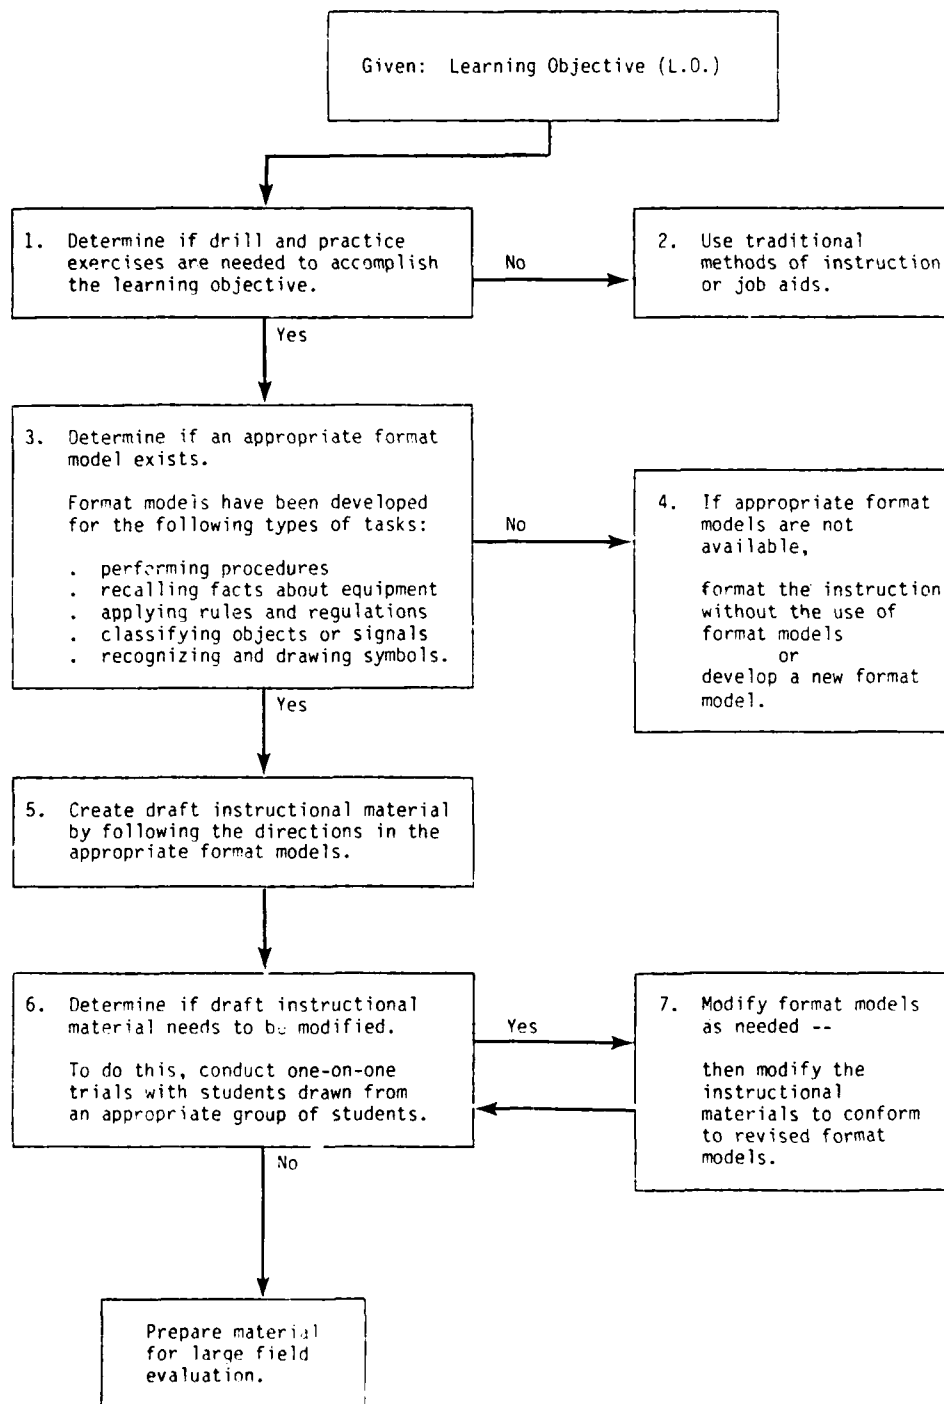 Given: Learning Objective (L.O.)
1. Determine if drill and practice
exercises are needed to accomplish
the learning objective.
No
2. Use traditional
methods of instruction
or job aids.
Yes
3. Determine if an appropriate format
model exists.
Format models have been developed
for the following types of tasks:
. performing procedures
. recalling facts about equipment
. applying rules and regulations
. classifying objects or signals
. recognizing and drawing symbols.
No
4. If appropriate format
models are not
available,
format the instruction
without the use of
format models
or
develop a new format
model.
Yes
5. Create draft instructional material
by following the directions in the
appropriate format models.
6. Determine if draft instructional
material needs to be modified.
To do this, conduct one-on-one
trials with students drawn from
an appropriate group of students.
Yes
7. Modify format models
as needed --
then modify the
instructional
materials to conform
to revised format
models.
No
Prepare material
for large field
evaluation.